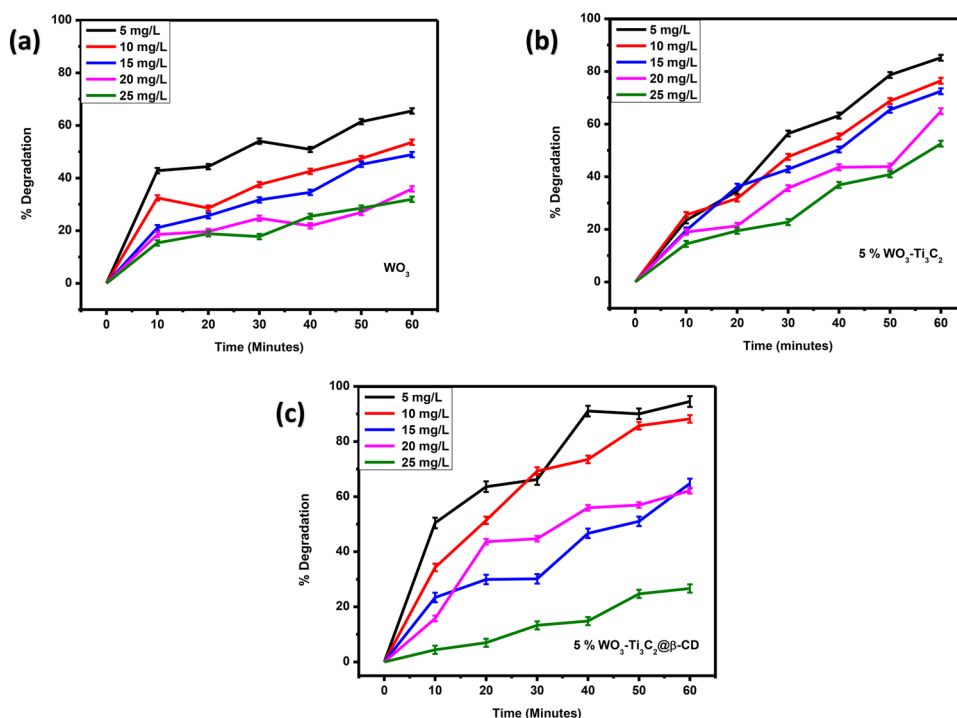 (a)
5 mg/L
10 mg/L
15 mg/L
20 mg/L
25 mg/L
100
80
60
40
20
0
% Degradation
WO₃
0 10 20 30 40 50 60
Time (Minutes)
(b)
5 mg/L
10 mg/L
15 mg/L
20 mg/L
25 mg/L
100
80
60
40
20
0
% Degradation
5 % WO₃-Ti₃C₂
0 10 20 30 40 50 60
Time (minutes)
(c)
5 mg/L
10 mg/L
15 mg/L
20 mg/L
25 mg/L
100
80
60
40
20
0
% Degradation
5 % WO₃-Ti₃C₂@β-CD
0 10 20 30 40 50 60
Time (Minutes)